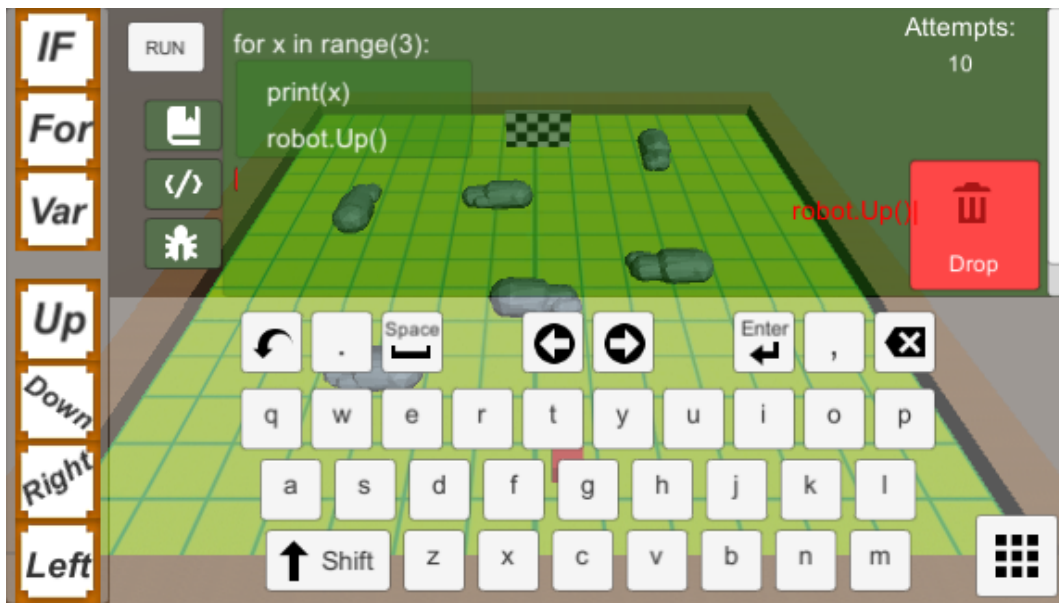 IF
For
Var
Up
Down
Right
Left
RUN
for x in range(3):
print(x)
robot.Up()
Attempts:
10
robot.Up()|
Drop
. Space Enter ,
q w e r t y u i o p
a s d f g h j k l
Shift z x c v b n m